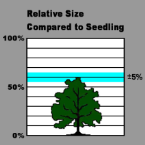 Relative Size
Compared to Seedling
100%
±5%
50%
0%